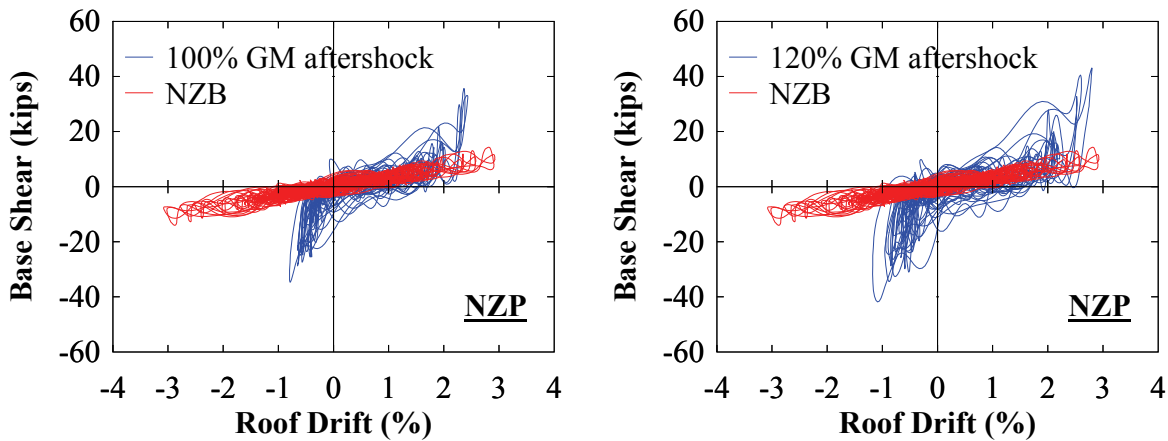 60
40
20
0
-20
-40
-60
Base Shear (kips)
100% GM aftershock
NZB
NZP
-4 -3 -2 -1 0 1 2 3 4
Roof Drift (%)
60
40
20
0
-20
-40
-60
Base Shear (kips)
120% GM aftershock
NZB
NZP
-4 -3 -2 -1 0 1 2 3 4
Roof Drift (%)